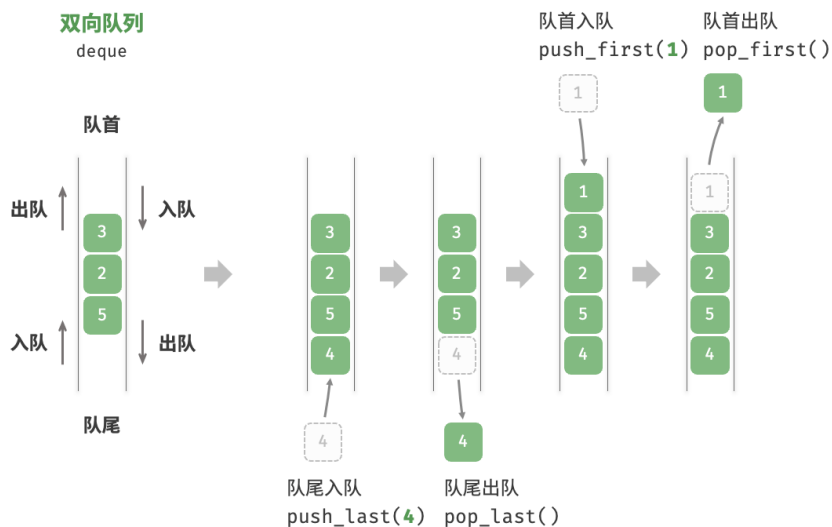 双向队列
deque
队首
出队
入队
3
2
5
入队
出队
队尾
3
2
5
4
4
队尾入队
push_last(4)
3
2
5
4
4
队尾出队
pop_last()
队首入队
push_first(1)
1
1
3
2
5
4
队首出队
pop_first()
1
1
3
2
5
4